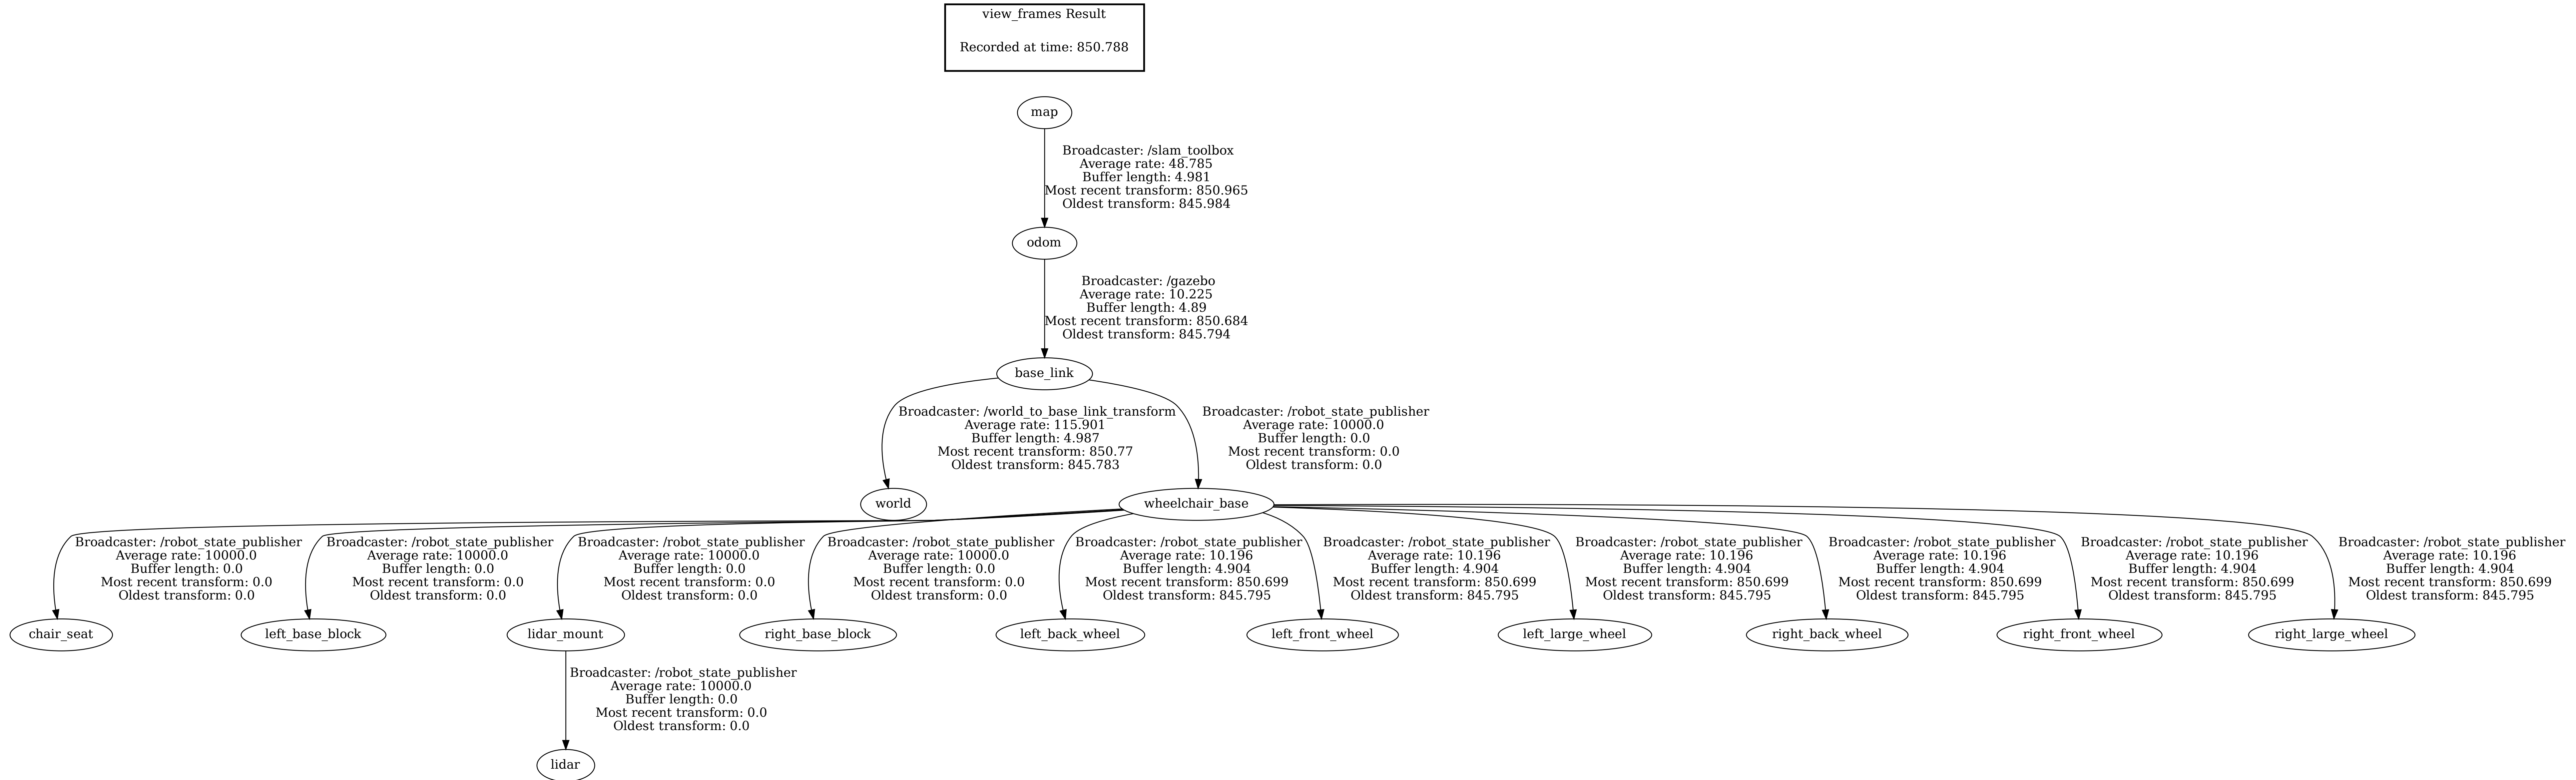 view_frames Result
Recorded at time: 850.788
map
Broadcaster: /slam_toolbox
Average rate: 48.785
Buffer length: 4.981
Most recent transform: 850.965
Oldest transform: 845.984
odom
Broadcaster: /gazebo
Average rate: 10.225
Buffer length: 4.89
Most recent transform: 850.684
Oldest transform: 845.794
base_link
Broadcaster: /world_to_base_link_transform
Average rate: 115.901
Buffer length: 4.987
Most recent transform: 850.77
Oldest transform: 845.783
Broadcaster: /robot_state_publisher
Average rate: 10000.0
Buffer length: 0.0
Most recent transform: 0.0
Oldest transform: 0.0
world
wheelchair_base
Broadcaster: /robot_state_publisher
Average rate: 10000.0
Buffer length: 0.0
Most recent transform: 0.0
Oldest transform: 0.0
Broadcaster: /robot_state_publisher
Average rate: 10000.0
Buffer length: 0.0
Most recent transform: 0.0
Oldest transform: 0.0
Broadcaster: /robot_state_publisher
Average rate: 10000.0
Buffer length: 0.0
Most recent transform: 0.0
Oldest transform: 0.0
Broadcaster: /robot_state_publisher
Average rate: 10000.0
Buffer length: 0.0
Most recent transform: 0.0
Oldest transform: 0.0
Broadcaster: /robot_state_publisher
Average rate: 10.196
Buffer length: 4.904
Most recent transform: 850.699
Oldest transform: 845.795
Broadcaster: /robot_state_publisher
Average rate: 10.196
Buffer length: 4.904
Most recent transform: 850.699
Oldest transform: 845.795
Broadcaster: /robot_state_publisher
Average rate: 10.196
Buffer length: 4.904
Most recent transform: 850.699
Oldest transform: 845.795
Broadcaster: /robot_state_publisher
Average rate: 10.196
Buffer length: 4.904
Most recent transform: 850.699
Oldest transform: 845.795
Broadcaster: /robot_state_publisher
Average rate: 10.196
Buffer length: 4.904
Most recent transform: 850.699
Oldest transform: 845.795
Broadcaster: /robot_state_publisher
Average rate: 10.196
Buffer length: 4.904
Most recent transform: 850.699
Oldest transform: 845.795
chair_seat
left_base_block
lidar_mount
right_base_block
left_back_wheel
left_front_wheel
left_large_wheel
right_back_wheel
right_front_wheel
right_large_wheel
Broadcaster: /robot_state_publisher
Average rate: 10000.0
Buffer length: 0.0
Most recent transform: 0.0
Oldest transform: 0.0
lidar